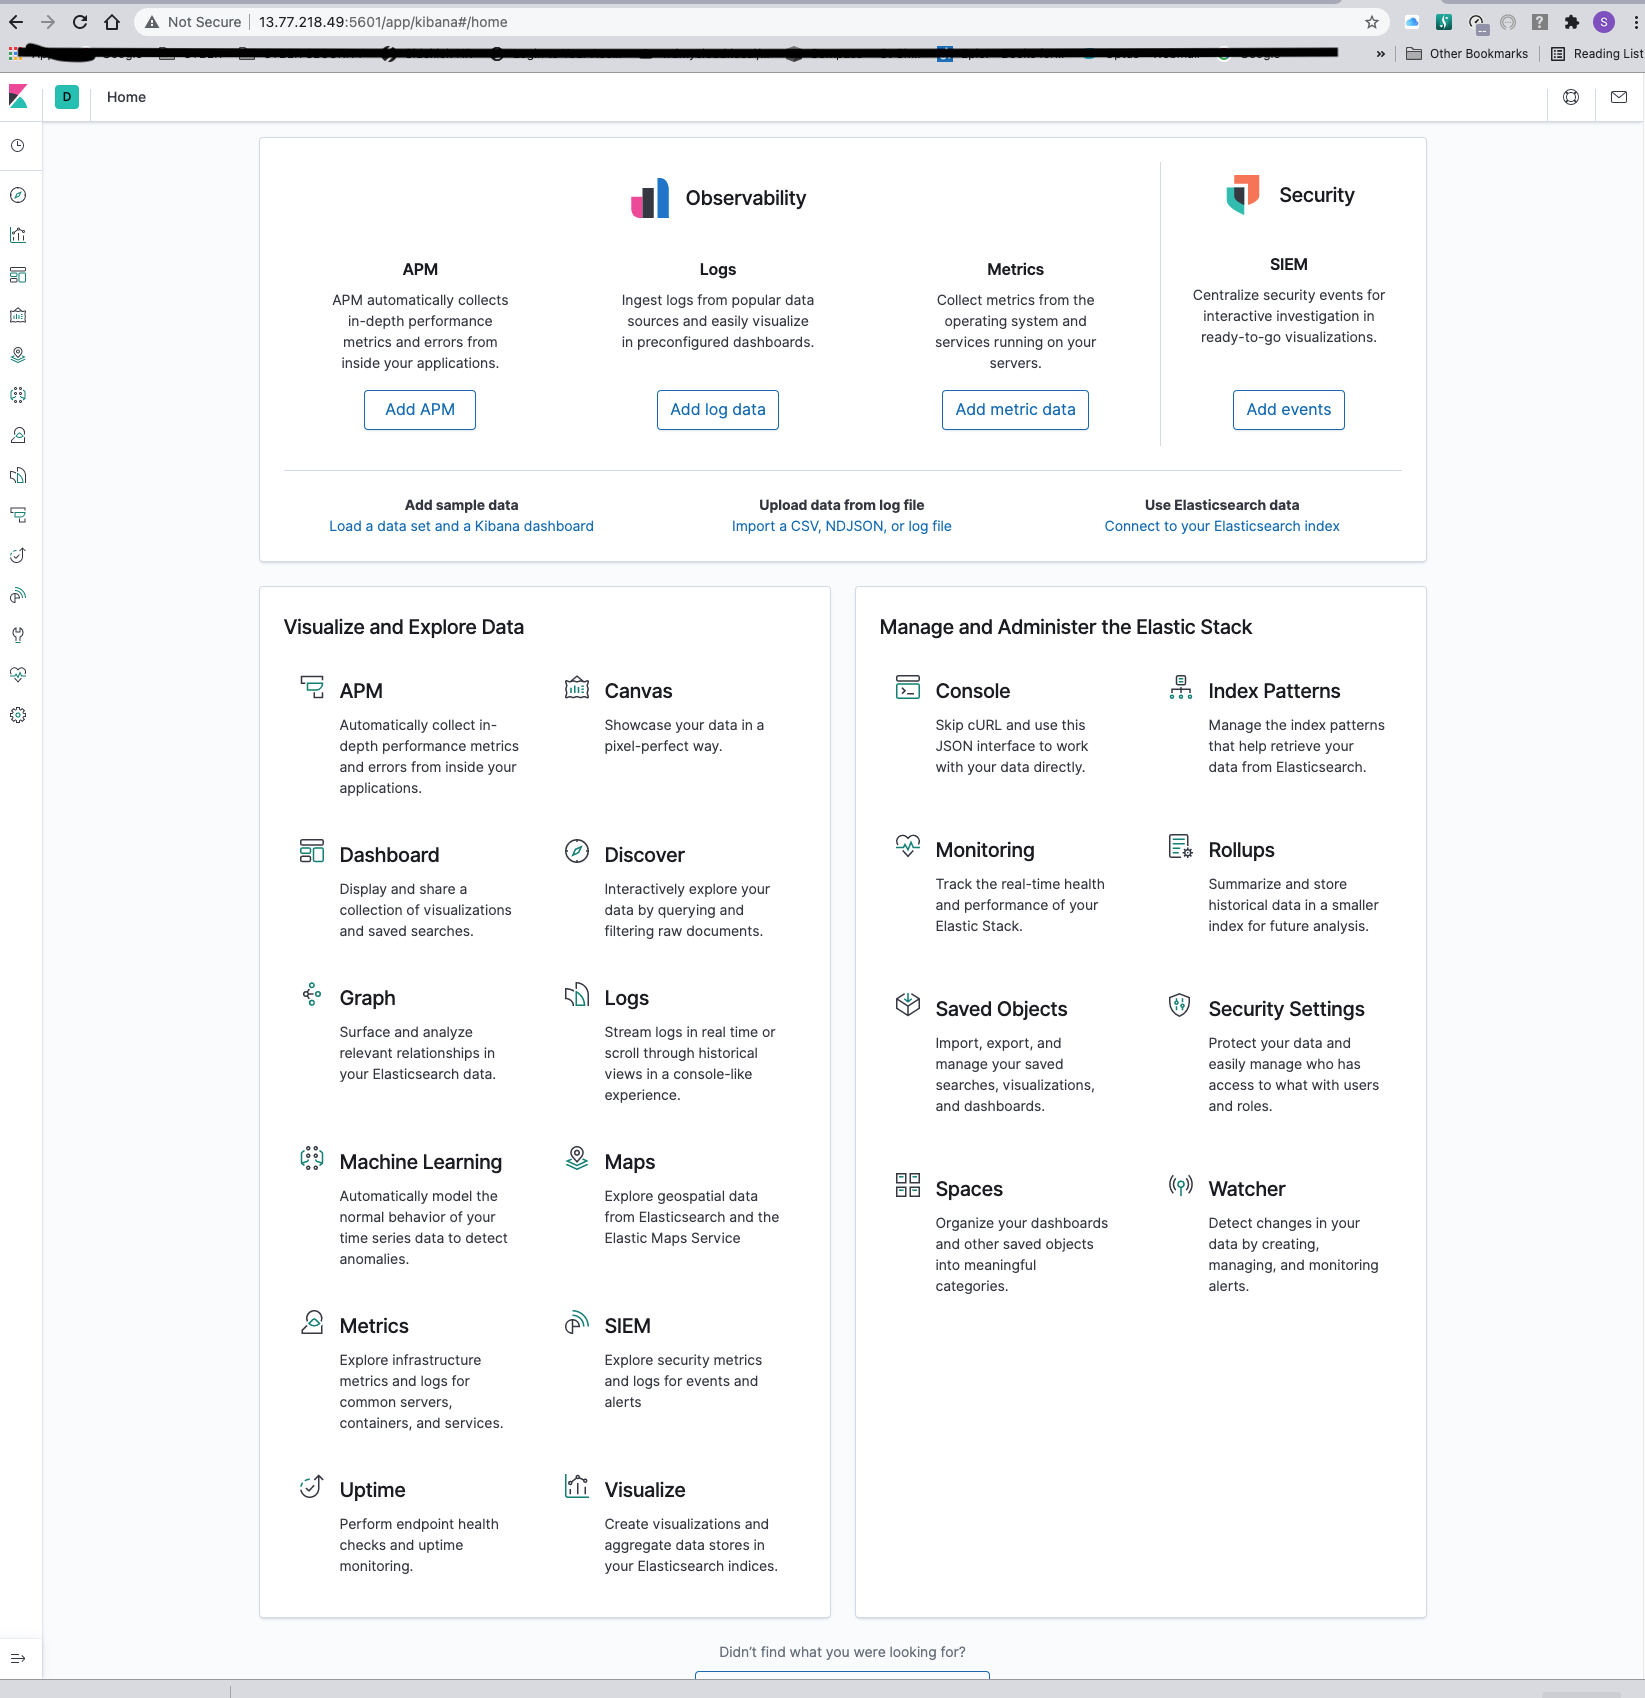 Not Secure | 13.77.218.49:5601/app/kibana#/home
S
» Other Bookmarks Reading List
D Home
Observability
Security
APM
APM automatically collects
in-depth performance
metrics and errors from
inside your applications.
Add APM
Logs
Ingest logs from popular data
sources and easily visualize
in preconfigured dashboards.
Add log data
Metrics
Collect metrics from the
operating system and
services running on your
servers.
Add metric data
SIEM
Centralize security events for
interactive investigation in
ready-to-go visualizations.
Add events
Add sample data
Load a data set and a Kibana dashboard
Upload data from log file
Import a CSV, NDJSON, or log file
Use Elasticsearch data
Connect to your Elasticsearch index
Visualize and Explore Data
APM
Automatically collect in-
depth performance metrics
and errors from inside your
applications.
Canvas
Showcase your data in a
pixel-perfect way.
Dashboard
Display and share a
collection of visualizations
and saved searches.
Discover
Interactively explore your
data by querying and
filtering raw documents.
Graph
Surface and analyze
relevant relationships in
your Elasticsearch data.
Logs
Stream logs in real time or
scroll through historical
views in a console-like
experience.
Machine Learning
Automatically model the
normal behavior of your
time series data to detect
anomalies.
Maps
Explore geospatial data
from Elasticsearch and the
Elastic Maps Service
Metrics
Explore infrastructure
metrics and logs for
common servers,
containers, and services.
SIEM
Explore security metrics
and logs for events and
alerts
Uptime
Perform endpoint health
checks and uptime
monitoring.
Visualize
Create visualizations and
aggregate data stores in
your Elasticsearch indices.
Manage and Administer the Elastic Stack
Console
Skip cURL and use this
JSON interface to work
with your data directly.
Index Patterns
Manage the index patterns
that help retrieve your
data from Elasticsearch.
Monitoring
Track the real-time health
and performance of your
Elastic Stack.
Rollups
Summarize and store
historical data in a smaller
index for future analysis.
Saved Objects
Import, export, and
manage your saved
searches, visualizations,
and dashboards.
Security Settings
Protect your data and
easily manage who has
access to what with users
and roles.
Spaces
Organize your dashboards
and other saved objects
into meaningful
categories.
Watcher
Detect changes in your
data by creating,
managing, and monitoring
alerts.
Didn't find what you were looking for?